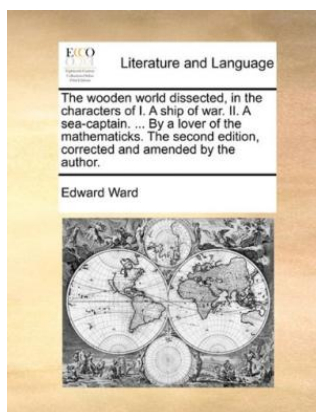 ECCO
Literature and Language
The wooden world dissected, in the
characters of I. A ship of war. II. A
sea-captain. ... By a lover of the
mathematicks. The second edition,
corrected and amended by the
author.
Edward Ward